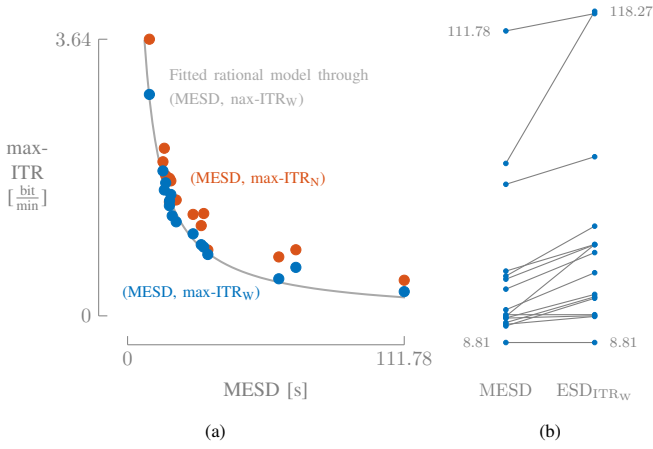 3.64
Fitted rational model through
(MESD, nax-ITR_W)
max-
ITR
[bit/min]
(MESD, max-ITR_N)
(MESD, max-ITR_W)
0
0
111.78
MESD [s]
(a)
118.27
111.78
8.81
8.81
MESD
ESD_ITR_W
(b)